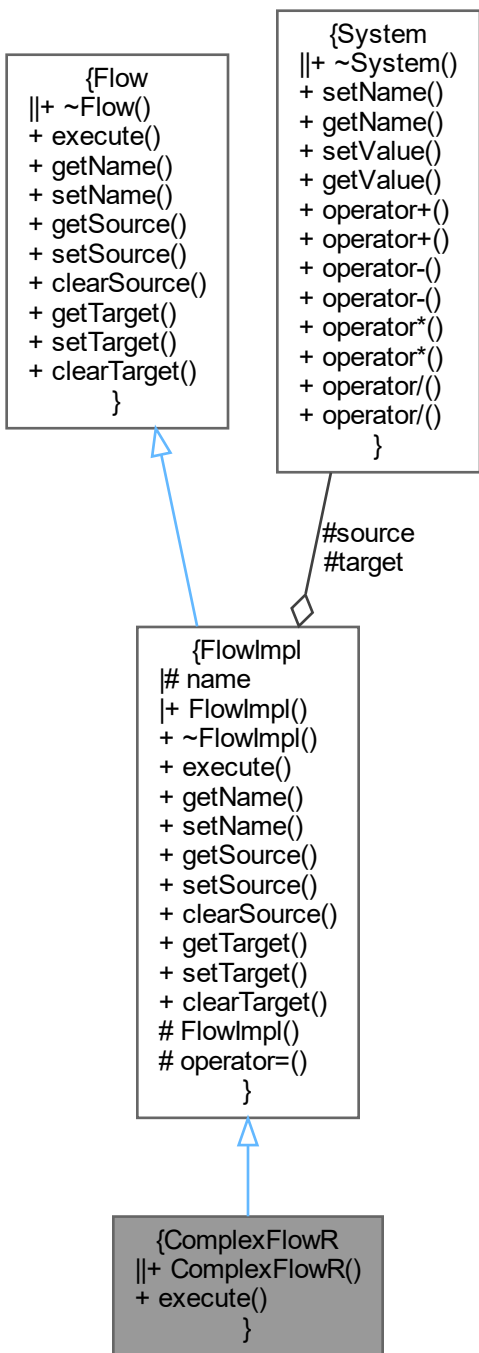 {Flow
||+ ~Flow()
+ execute()
+ getName()
+ setName()
+ getSource()
+ setSource()
+ clearSource()
+ getTarget()
+ setTarget()
+ clearTarget()
}
{System
||+ ~System()
+ setName()
+ getName()
+ setValue()
+ getValue()
+ operator+()
+ operator+()
+ operator-()
+ operator-()
+ operator*()
+ operator*()
+ operator/()
+ operator/()
}
#source
#target
{FlowImpl
|# name
|+ FlowImpl()
+ ~FlowImpl()
+ execute()
+ getName()
+ setName()
+ getSource()
+ setSource()
+ clearSource()
+ getTarget()
+ setTarget()
+ clearTarget()
# FlowImpl()
# operator=()
}
{ComplexFlowR
||+ ComplexFlowR()
+ execute()
}